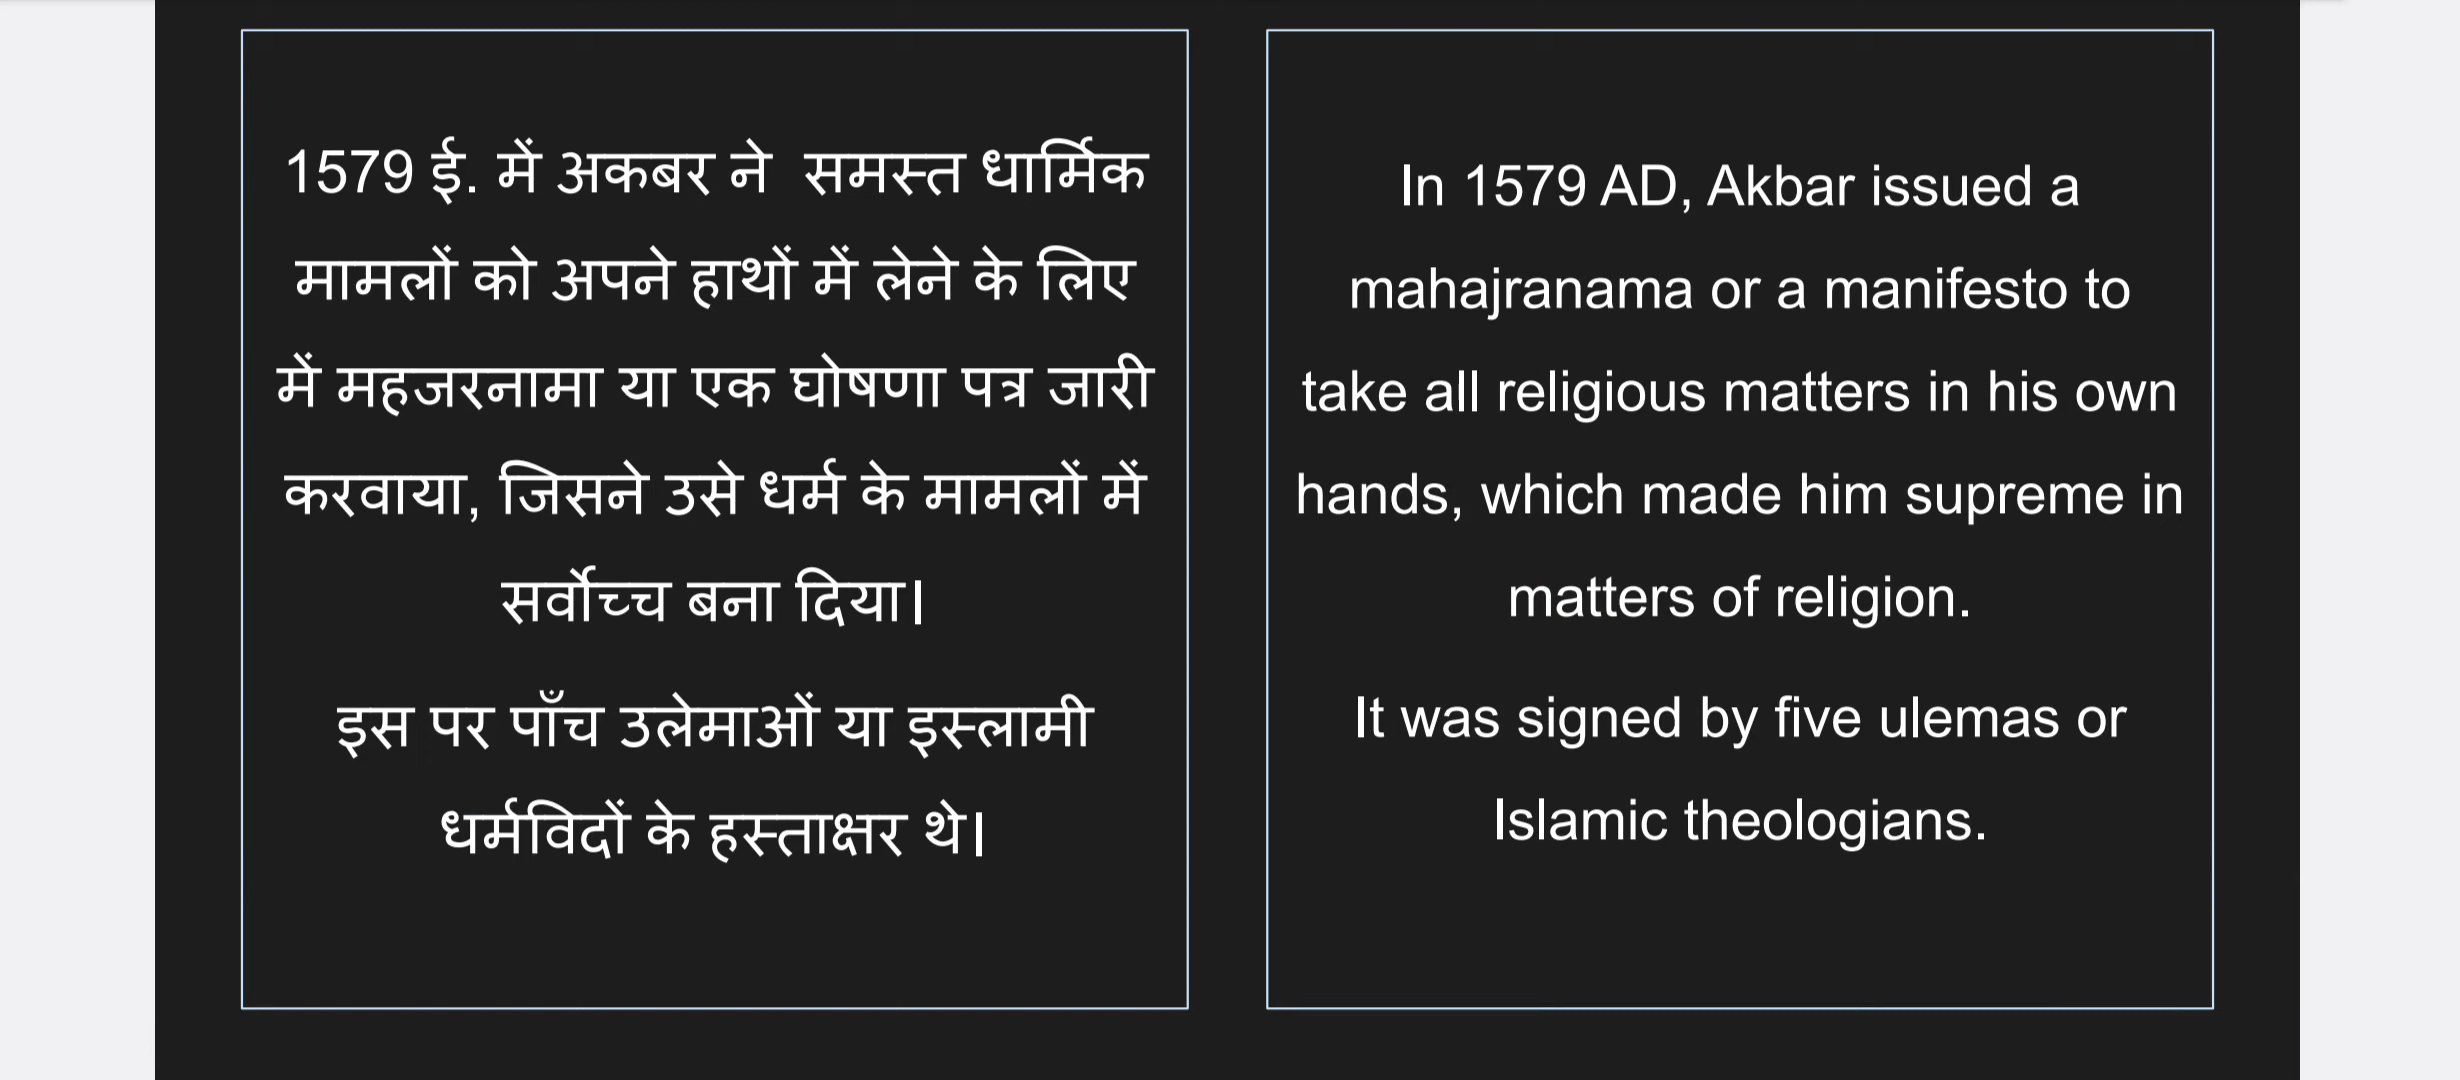 1579 ई. में अकबर ने समस्त धार्मिक
मामलों को अपने हाथों में लेने के लिए
में महजरनामा या एक घोषणा पत्र जारी
करवाया, जिसने उसे धर्म के मामलों में
सर्वोच्च बना दिया।
इस पर पाँच उलेमाओं या इस्लामी
धर्मविदों के हस्ताक्षर थे।
In 1579 AD, Akbar issued a
mahajranama or a manifesto to
take all religious matters in his own
hands, which made him supreme in
matters of religion.
It was signed by five ulemas or
Islamic theologians.